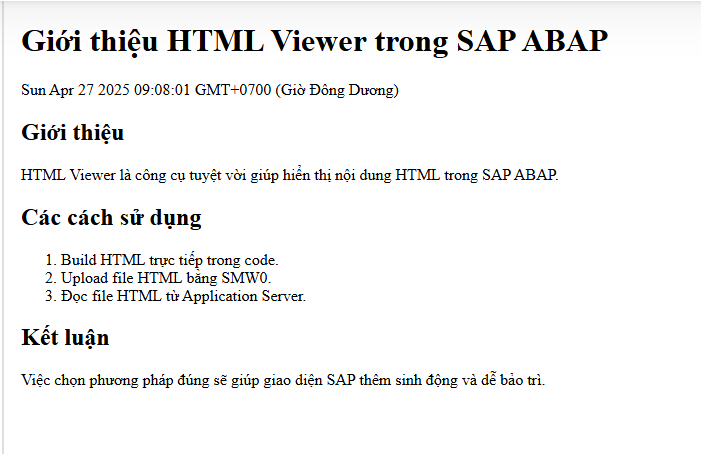 Giới thiệu HTML Viewer trong SAP ABAP
Sun Apr 27 2025 09:08:01 GMT+0700 (Giờ Đông Dương)
Giới thiệu
HTML Viewer là công cụ tuyệt vời giúp hiển thị nội dung HTML trong SAP ABAP.
Các cách sử dụng
1. Build HTML trực tiếp trong code.
2. Upload file HTML bằng SMW0.
3. Đọc file HTML từ Application Server.
Kết luận
Việc chọn phương pháp đúng sẽ giúp giao diện SAP thêm sinh động và dễ bảo trì.